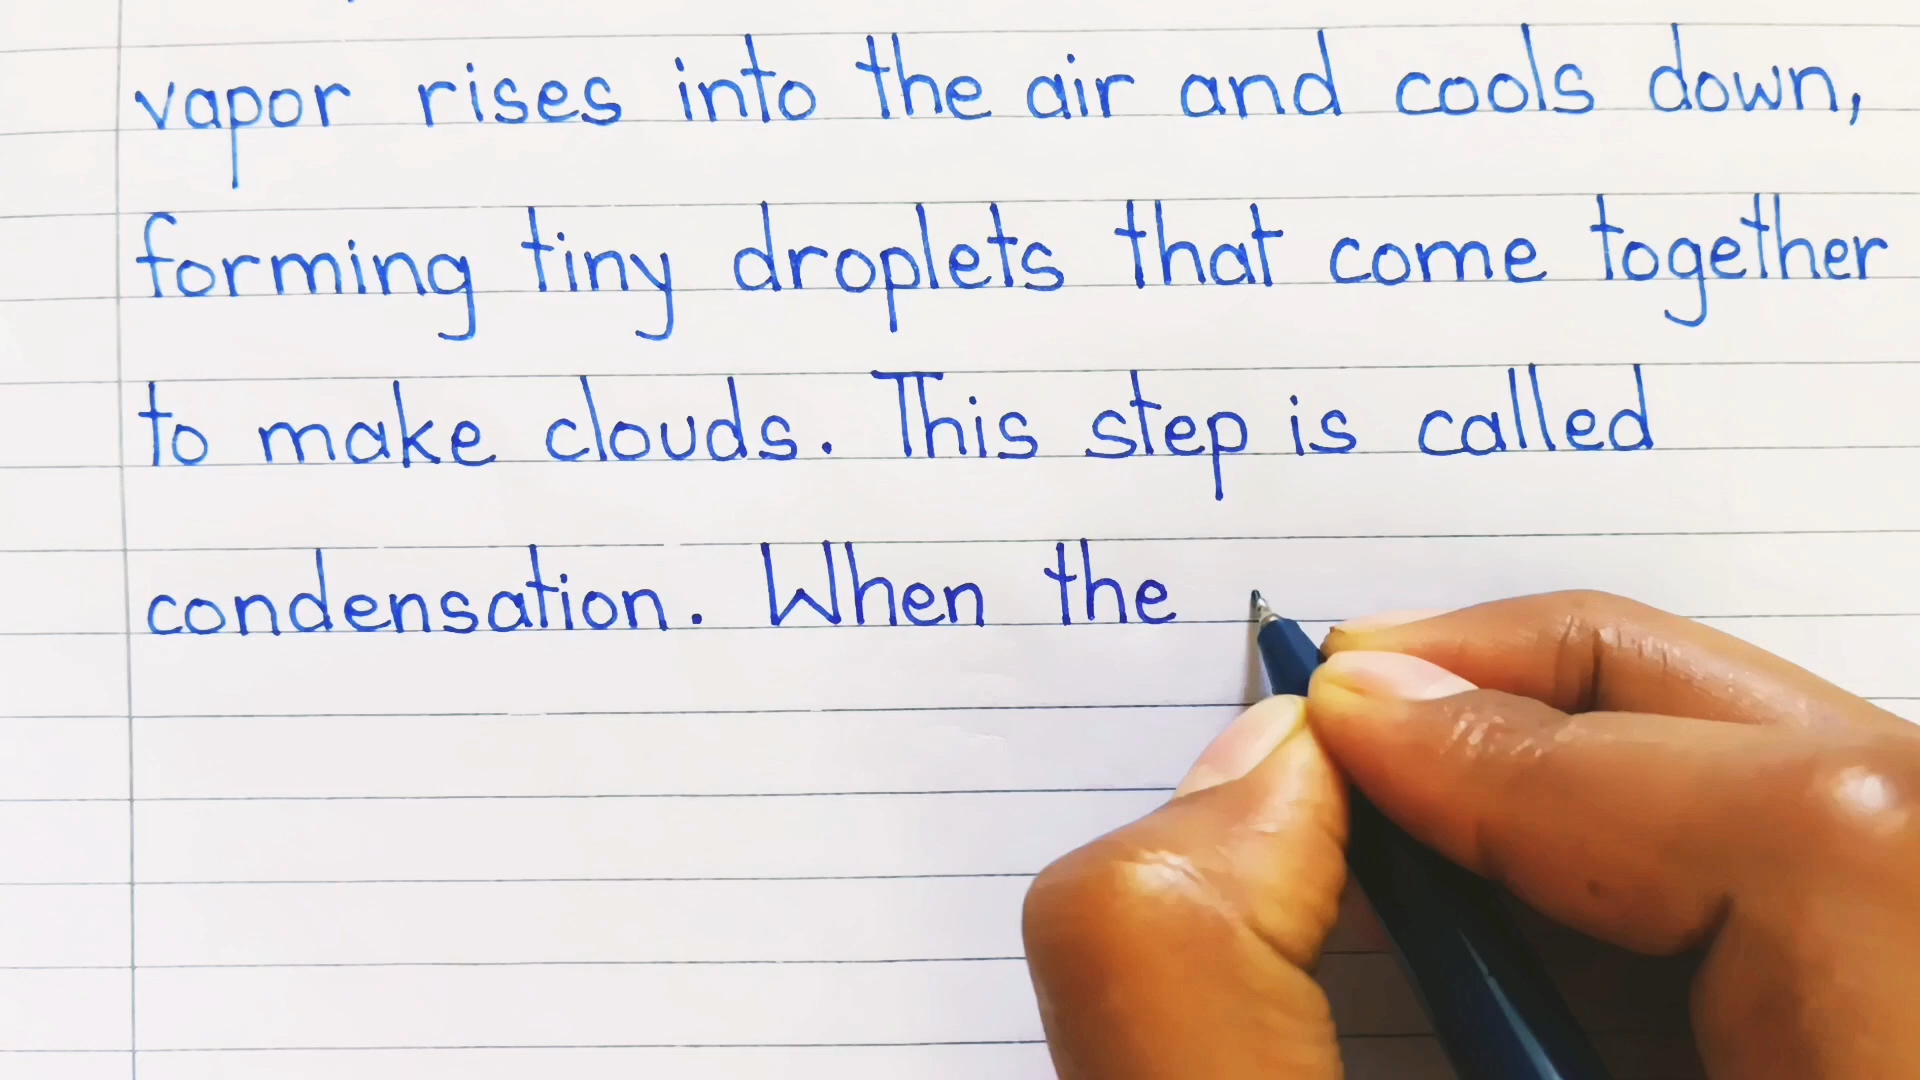 vapor rises into the air and cools down,
forming tiny droplets that come together
to make clouds. This step is called
condensation. When the